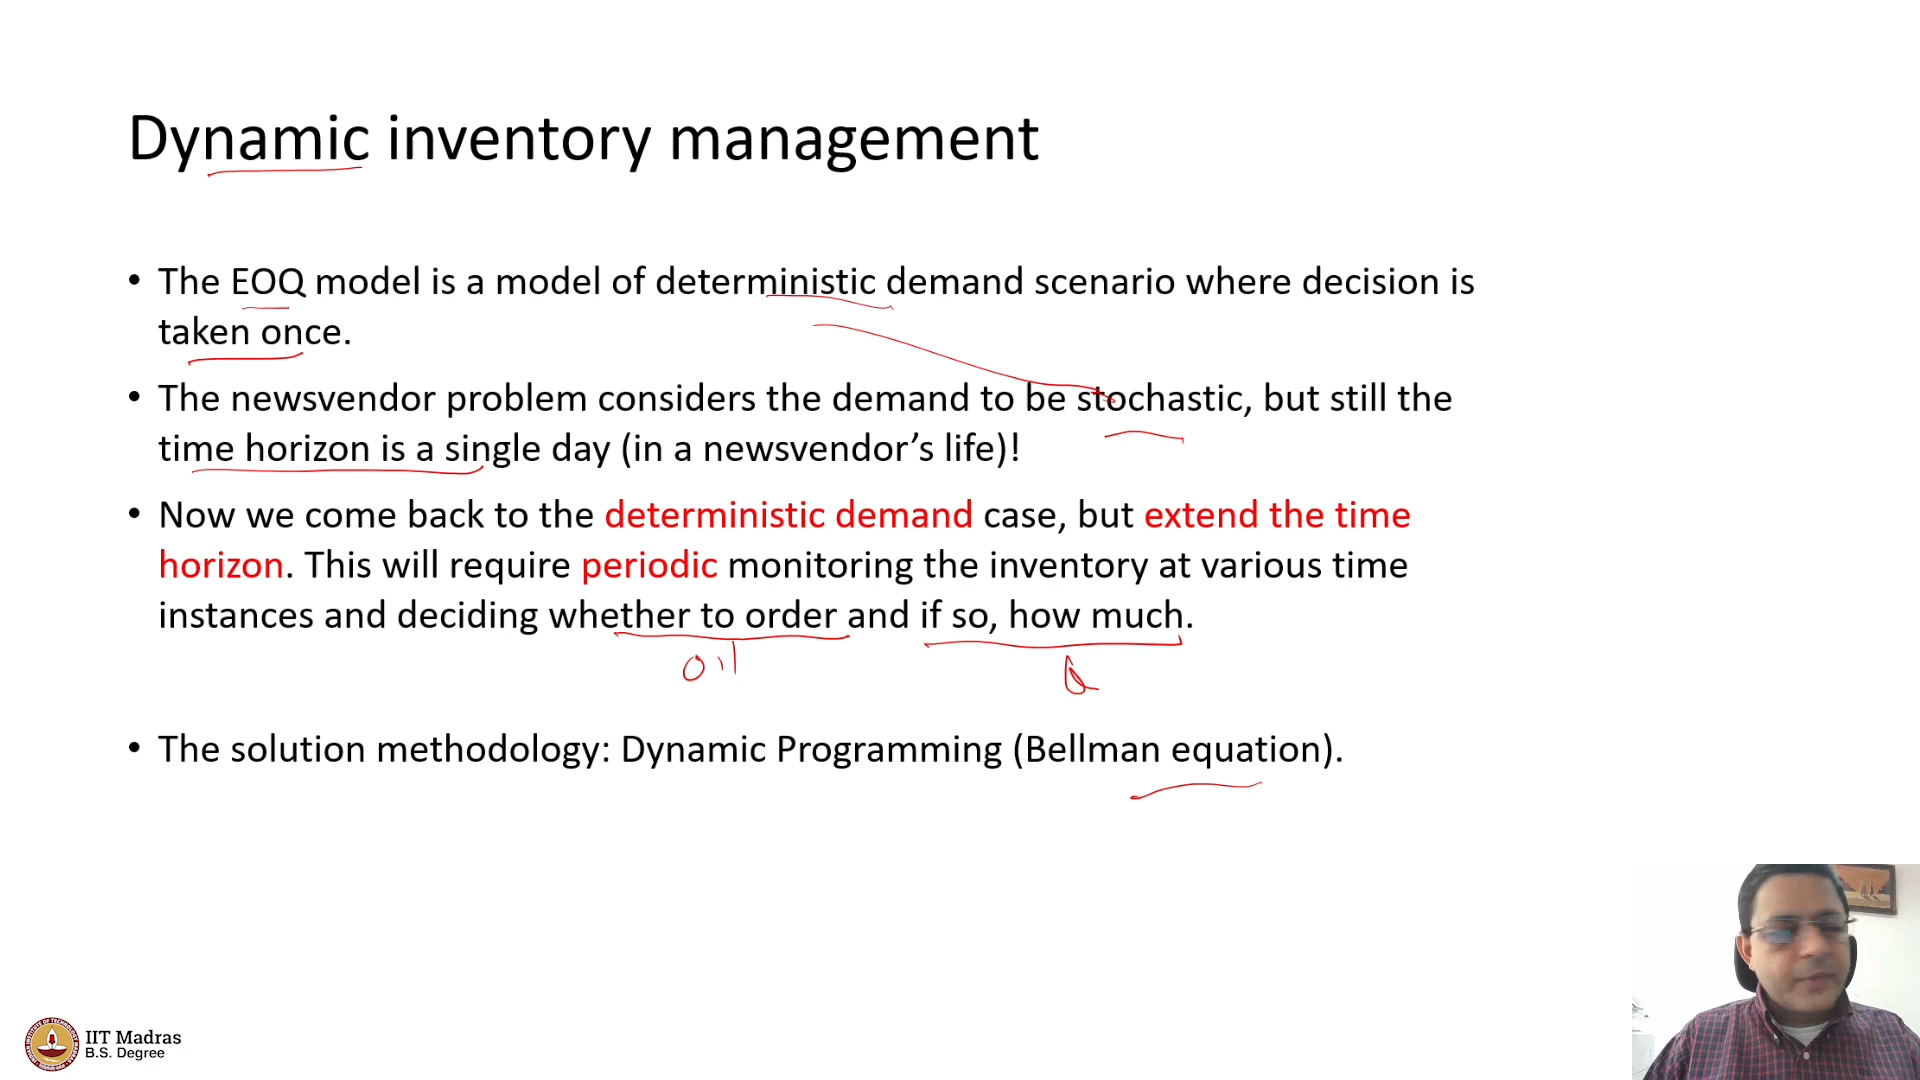 Dynamic inventory management
• The EOQ model is a model of deterministic demand scenario where decision is
taken once.
• The newsvendor problem considers the demand to be stochastic, but still the
time horizon is a single day (in a newsvendor’s life)!
• Now we come back to the deterministic demand case, but extend the time
horizon. This will require periodic monitoring the inventory at various time
instances and deciding whether to order and if so, how much.
Q
• The solution methodology: Dynamic Programming (Bellman equation).
IIT Madras
B.S. Degree